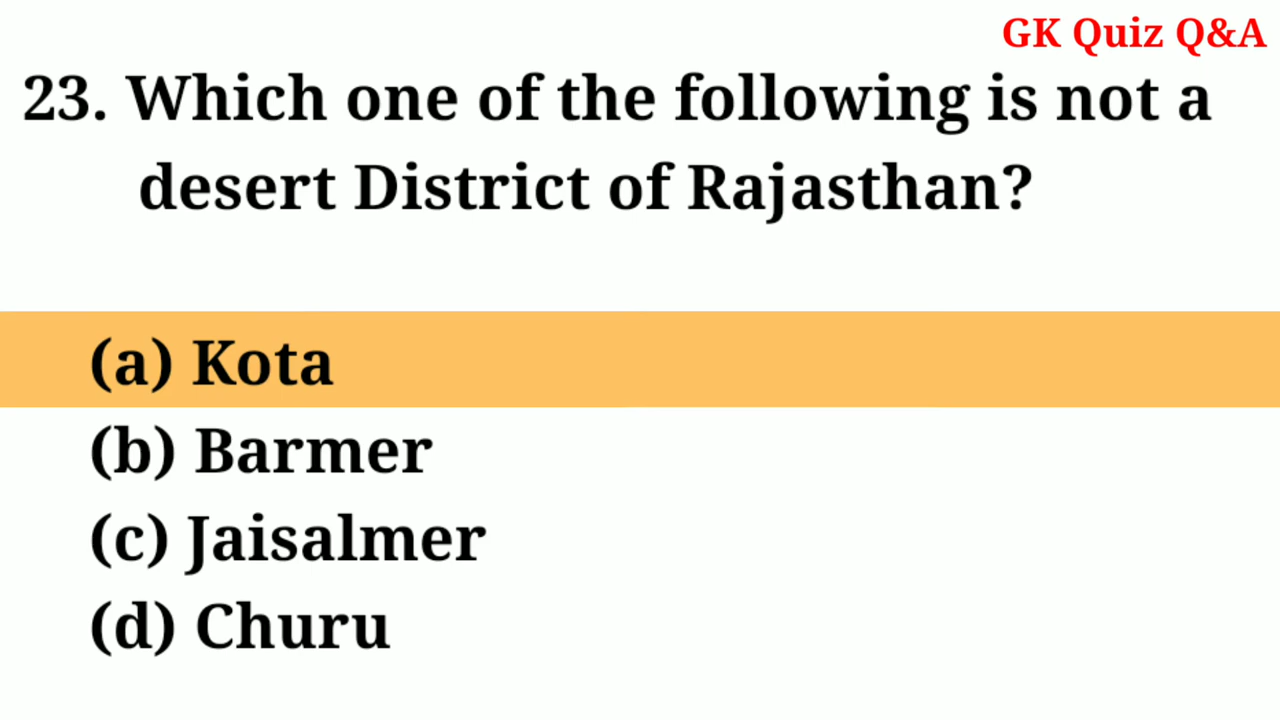 GK Quiz Q&A
23. Which one of the following is not a
desert District of Rajasthan?
(a) Kota
(b) Barmer
(c) Jaisalmer
(d) Churu